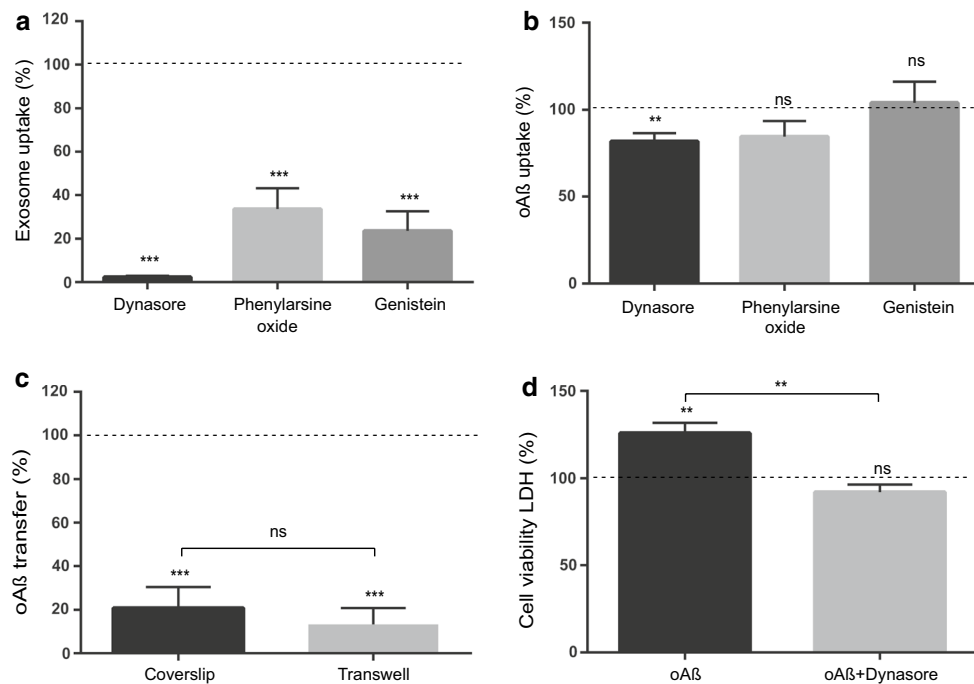 a
120
100
80
60
40
20
0
Exosome uptake (%)
***
***
***
Dynasore
Phenylarsine
oxide
Genistein
b
150
100
50
0
oAß uptake (%)
**
ns
ns
Dynasore
Phenylarsine
oxide
Genistein
c
120
100
80
60
40
20
0
oAß transfer (%)
ns
***
***
Coverslip
Transwell
d
150
100
50
0
Cell viability LDH (%)
**
**
ns
oAß
oAß+Dynasore